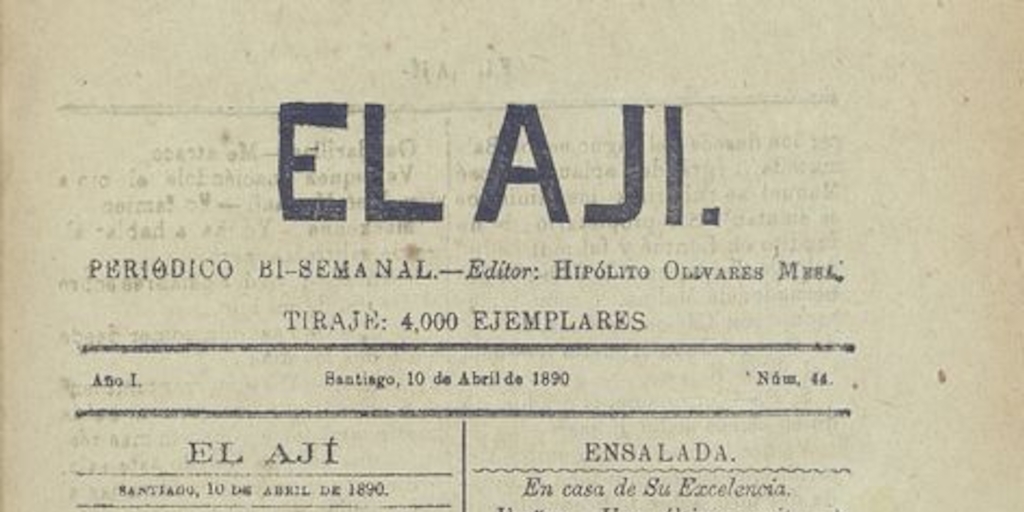 EL AJI.
PERIÓDICO BI-SEMANAL.—Editor: HIPÓLITO OLIVARES MESA.
TIRAJE: 4,000 EJEMPLARES
Año I.
Santiago, 10 de Abril de 1890
Núm. 44.
EL AJÍ
SANTIAGO, 10 DE ABRIL DE 1890.
ENSALADA.
En casa de Su Excelencia.